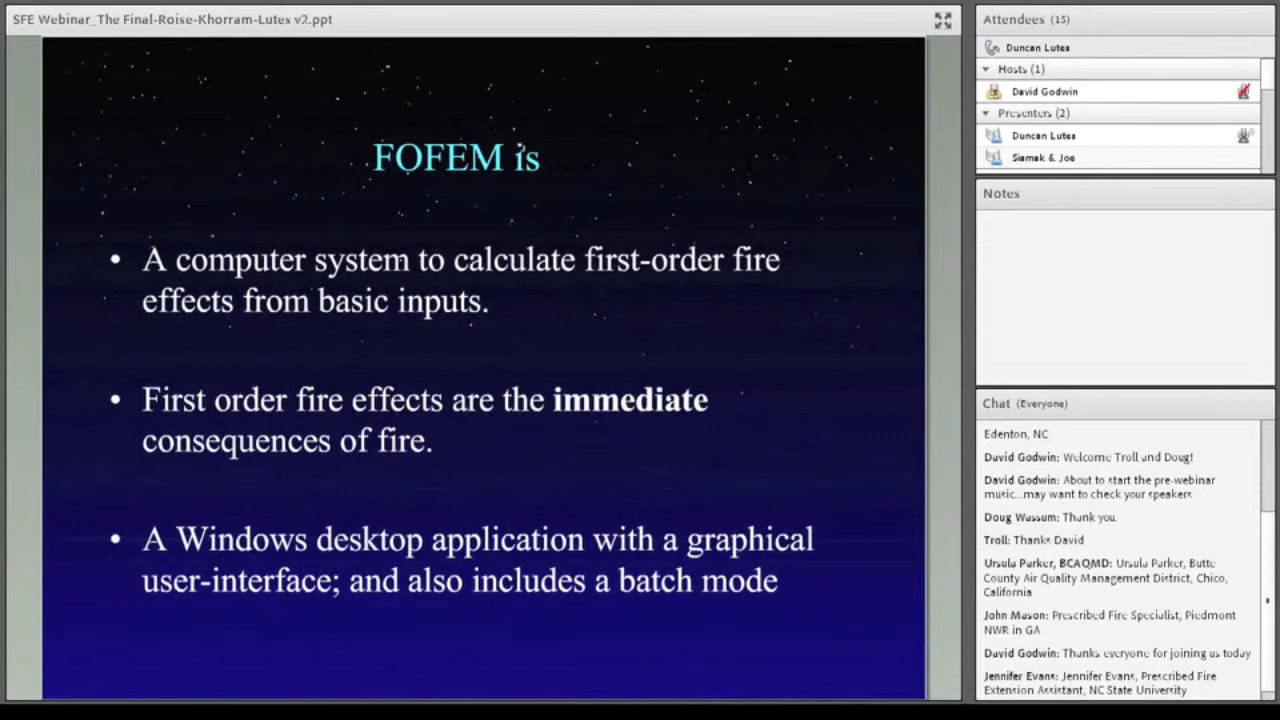 SFE Webinar_The Final-Roise-Khorram-Lutes v2.ppt
FOFEM is
• A computer system to calculate first-order fire
effects from basic inputs.
• First order fire effects are the immediate
consequences of fire.
• A Windows desktop application with a graphical
user-interface; and also includes a batch mode
Attendees (15)
Duncan Lutes
Hosts (1)
David Godwin
Presenters (2)
Duncan Lutes
Siamak & Joe
Notes
Chat (Everyone)
Edenton, NC
David Godwin: Welcome Troll and Doug!
David Godwin: About to start the pre-webinar
music...may want to check your speakers
Doug Wassum: Thank you.
Troll: Thanks David
Ursula Parker, BCAQMD: Ursula Parker, Butte
County Air Quality Management District, Chico,
California
John Mason: Prescribed Fire Specialist, Piedmont
NWR in GA
David Godwin: Thanks everyone for joining us today
Jennifer Evans: Jennifer Evans, Prescribed Fire
Extension Assistant, NC State University